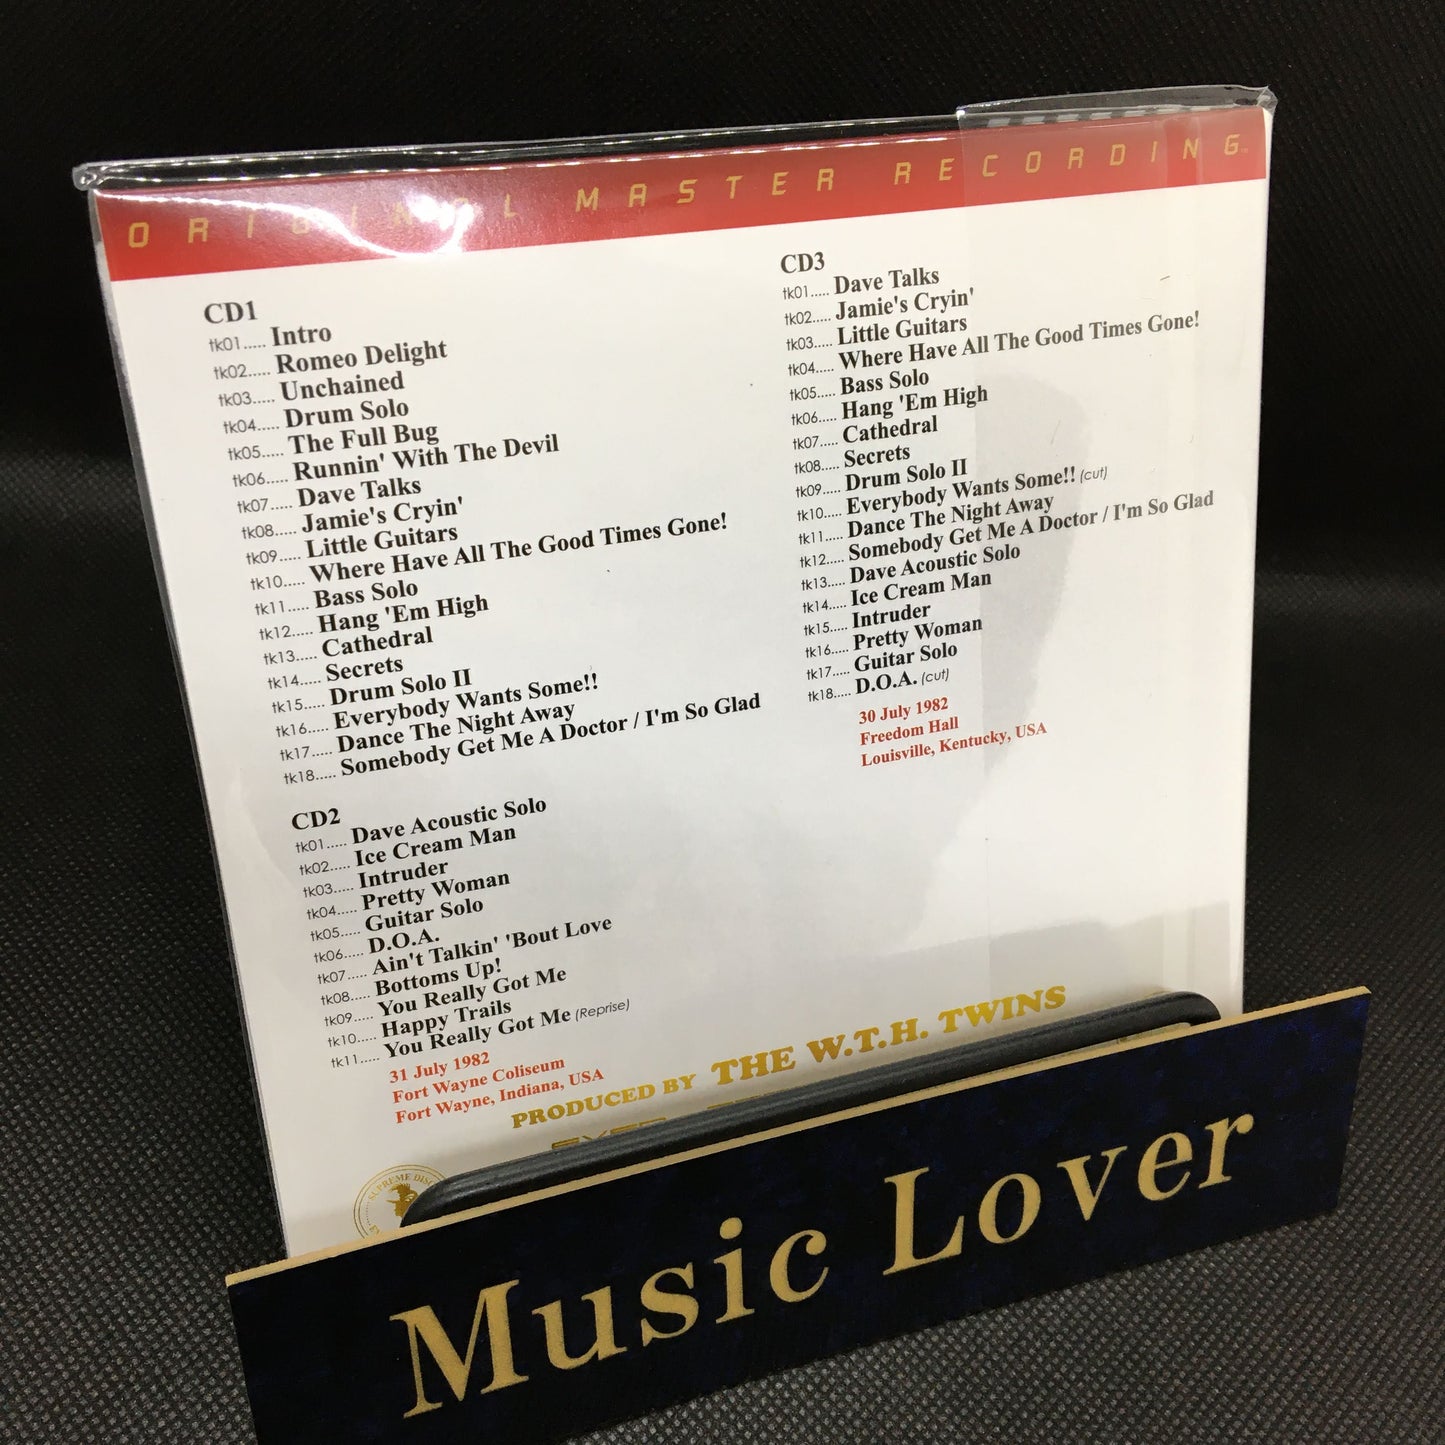 ORIGINAL MASTER RECORDING™
CD1
tk01..... Intro
tk02..... Romeo Delight
tk03..... Unchained
tk04..... Drum Solo
tk05..... The Full Bug
tk06..... Runnin' With The Devil
tk07..... Dave Talks
tk08..... Jamie's Cryin'
tk09..... Little Guitars
tk10..... Where Have All The Good Times Gone!
tk11..... Bass Solo
tk12..... Hang 'Em High
tk13..... Cathedral
tk14..... Secrets
tk15..... Drum Solo II
tk16..... Everybody Wants Some!!
tk17..... Dance The Night Away
tk18..... Somebody Get Me A Doctor / I'm So Glad
CD2
tk01..... Dave Acoustic Solo
tk02..... Ice Cream Man
tk03..... Intruder
tk04..... Pretty Woman
tk05..... Guitar Solo
tk06..... D.O.A.
tk07..... Ain't Talkin' 'Bout Love
tk08..... Bottoms Up!
tk09..... You Really Got Me
tk10..... Happy Trails
tk11..... You Really Got Me (Reprise)
31 July 1982
Fort Wayne Coliseum
Fort Wayne, Indiana, USA
CD3
tk01..... Dave Talks
tk02..... Jamie's Cryin'
tk03..... Little Guitars
tk04..... Where Have All The Good Times Gone!
tk05..... Bass Solo
tk06..... Hang 'Em High
tk07..... Cathedral
tk08..... Secrets
tk09..... Drum Solo II
tk10..... Everybody Wants Some!! (cut)
tk11..... Dance The Night Away
tk12..... Somebody Get Me A Doctor / I'm So Glad
tk13..... Dave Acoustic Solo
tk14..... Ice Cream Man
tk15..... Intruder
tk16..... Pretty Woman
tk17..... Guitar Solo
tk18..... D.O.A. (cut)
30 July 1982
Freedom Hall
Louisville, Kentucky, USA
PRODUCED BY THE W.T.H. TWINS
SUPREME DISC
Music Lover